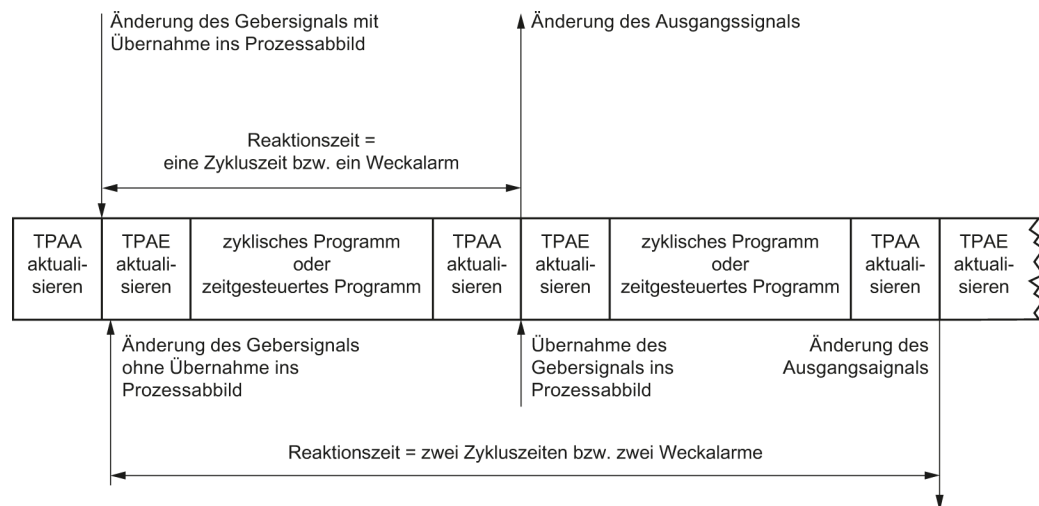 Änderung des Gebersignals mit
Übernahme ins Prozessabbild
Änderung des Ausgangssignals
Reaktionszeit =
eine Zykluszeit bzw. ein Weckalarm
TPAA
aktuali-
sieren
TPAE
aktuali-
sieren
zyklisches Programm
oder
zeitgesteuertes Programm
TPAA
aktuali-
sieren
TPAE
aktuali-
sieren
zyklisches Programm
oder
zeitgesteuertes Programm
TPAA
aktuali-
sieren
TPAE
aktuali-
sieren
Änderung des Gebersignals
ohne Übernahme ins
Prozessabbild
Übernahme des
Gebersignals ins
Prozessabbild
Änderung des
Ausgangsaignals
Reaktionszeit = zwei Zykluszeiten bzw. zwei Weckalarme